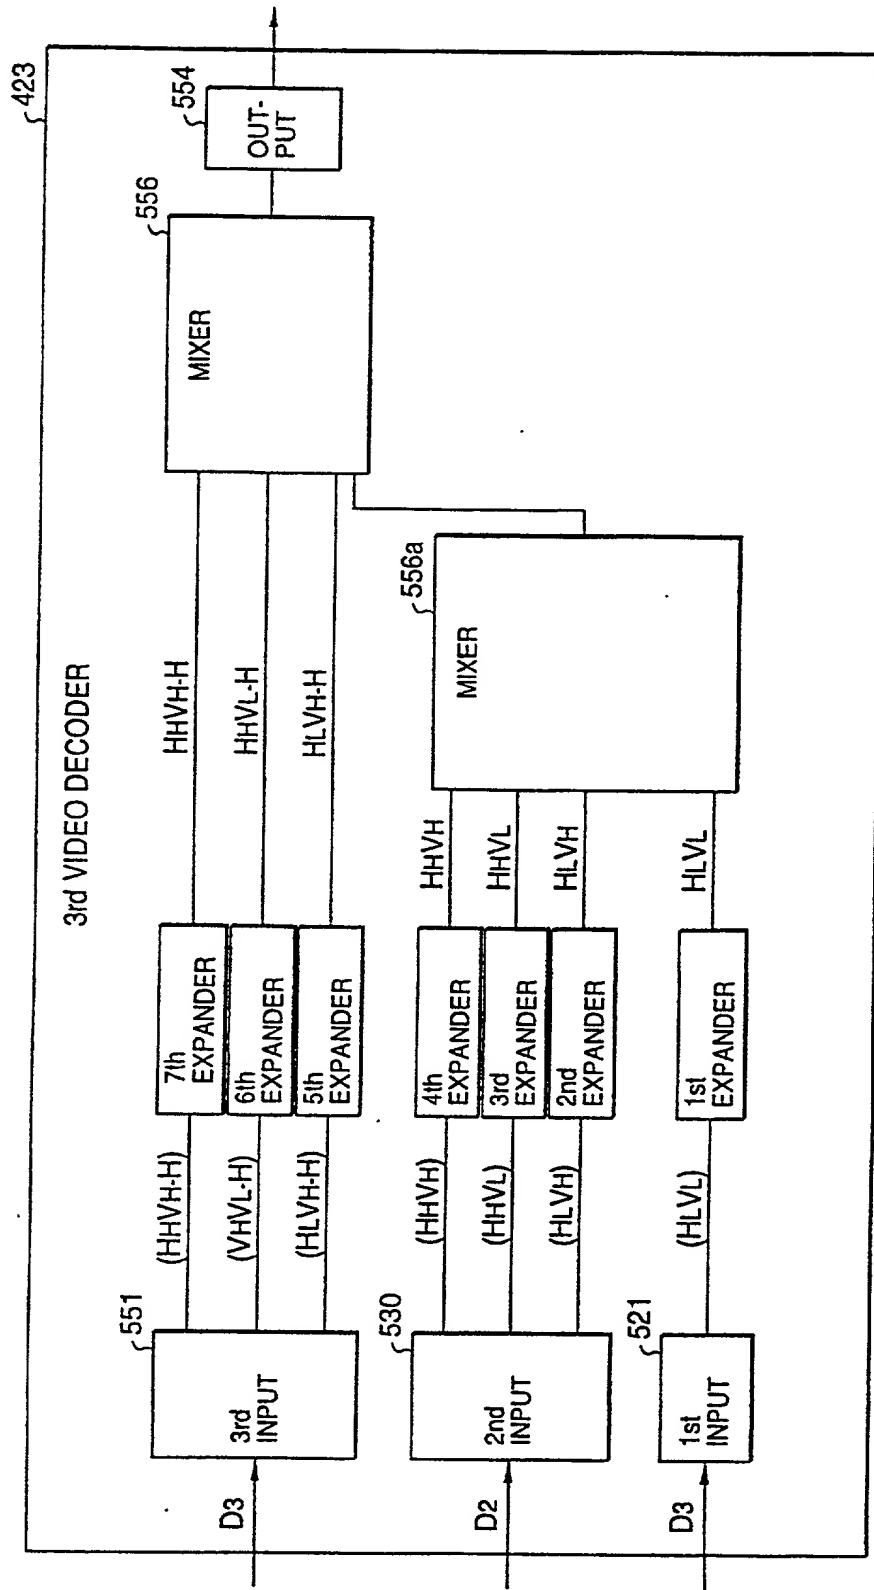 423
3rd VIDEO DECODER
D3
3rd
INPUT
551
(HHVH-H)
(VHVL-H)
(HLVH-H)
7th
EXPANDER
6th
EXPANDER
5th
EXPANDER
HHVH-H
HHVL-H
HLVH-H
MIXER
556
OUT-
PUT
554
D2
2nd
INPUT
530
(HHVH)
(HHVL)
(HLVH)
4th
EXPANDER
3rd
EXPANDER
2nd
EXPANDER
HHVH
HHVL
HLVH
MIXER
556a
D3
1st
INPUT
521
(HLVL)
1st
EXPANDER
HLVL